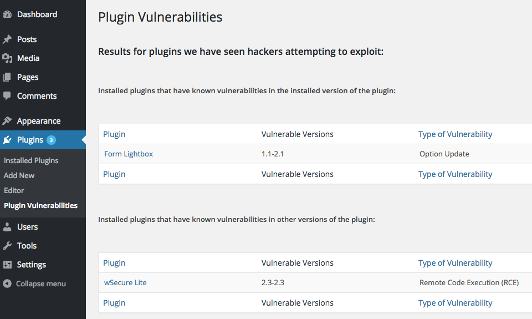 Dashboard
Posts
Media
Pages
Comments
Appearance
Plugins 3
Installed Plugins
Add New
Editor
Plugin Vulnerabilities
Users
Tools
Settings
Collapse menu
Plugin Vulnerabilities
Results for plugins we have seen hackers attempting to exploit:
Installed plugins that have known vulnerabilities in the installed version of the plugin:
Plugin Vulnerable Versions Type of Vulnerability
Form Lightbox 1.1-2.1 Option Update
Plugin Vulnerable Versions Type of Vulnerability
Installed plugins that have known vulnerabilities in other versions of the plugin:
Plugin Vulnerable Versions Type of Vulnerability
wSecure Lite 2.3-2.3 Remote Code Execution (RCE)
Plugin Vulnerable Versions Type of Vulnerability